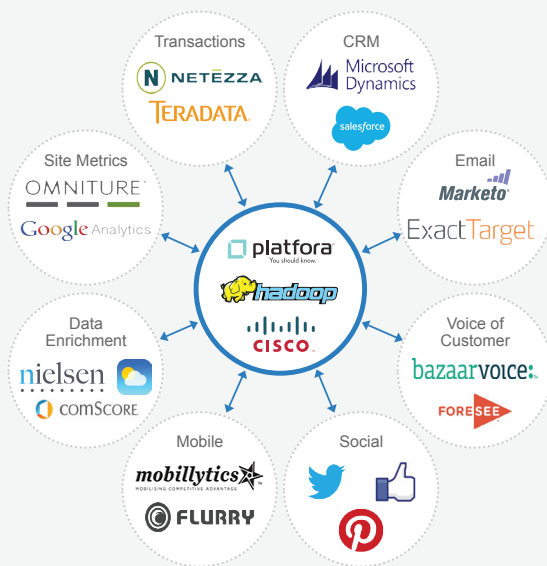 Transactions
N NETEZZA
TERADATA
CRM
Microsoft
Dynamics
salesforce
Site Metrics
OMNITURE
Google Analytics
Email
Marketo
ExactTarget
platfora
You should know.
hadoop
CISCO
Data
Enrichment
nielsen
comSCORE
Voice of
Customer
bazaarvoice:
FORESEE
Mobile
mobillytics
MOBILISING COMPETITIVE ADVANTAGE
FLURRY
Social